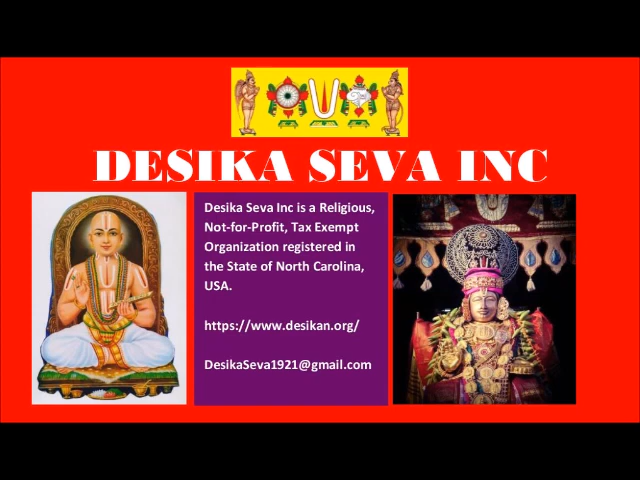 DESIKA SEVA INC
Desika Seva Inc is a Religious,
Not-for-Profit, Tax Exempt
Organization registered in
the State of North Carolina,
USA.
https://www.desikan.org/
DesikaSeva1921@gmail.com